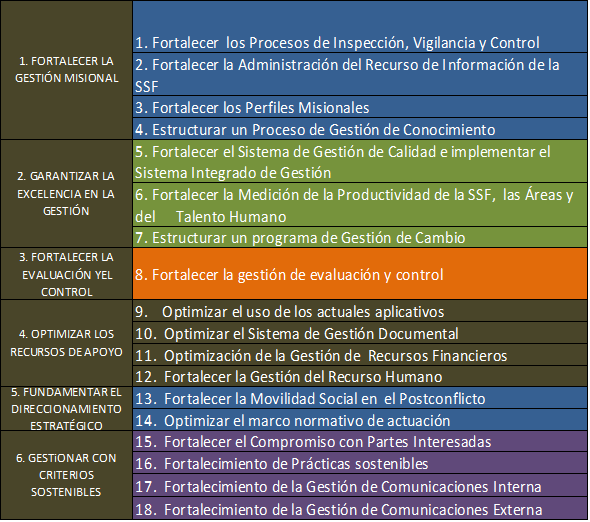 1. FORTALECER LA
GESTIÓN MISIONAL
1. Fortalecer los Procesos de Inspección, Vigilancia y Control
2. Fortalecer la Administración del Recurso de Información de la
SSF
3. Fortalecer los Perfiles Misionales
4. Estructurar un Proceso de Gestión de Conocimiento
2. GARANTIZAR LA
EXCELENCIA EN LA
GESTIÓN
5. Fortalecer el Sistema de Gestión de Calidad e implementar el
Sistema Integrado de Gestión
6. Fortalecer la Medición de la Productividad de la SSF, las Áreas y
del Talento Humano
7. Estructurar un programa de Gestión de Cambio
3. FORTALECER LA
EVALUACIÓN YEL
CONTROL
8. Fortalecer la gestión de evaluación y control
4. OPTIMIZAR LOS
RECURSOS DE APOYO
9. Optimizar el uso de los actuales aplicativos
10. Optimizar el Sistema de Gestión Documental
11. Optimización de la Gestión de Recursos Financieros
12. Fortalecer la Gestión del Recurso Humano
5. FUNDAMENTAR EL
DIRECCIONAMIENTO
ESTRATÉGICO
13. Fortalecer la Movilidad Social en el Postconflicto
14. Optimizar el marco normativo de actuación
6. GESTIONAR CON
CRITERIOS
SOSTENIBLES
15. Fortalecer el Compromiso con Partes Interesadas
16. Fortalecimiento de Prácticas sostenibles
17. Fortalecimiento de la Gestión de Comunicaciones Interna
18. Fortalecimiento de la Gestión de Comunicaciones Externa